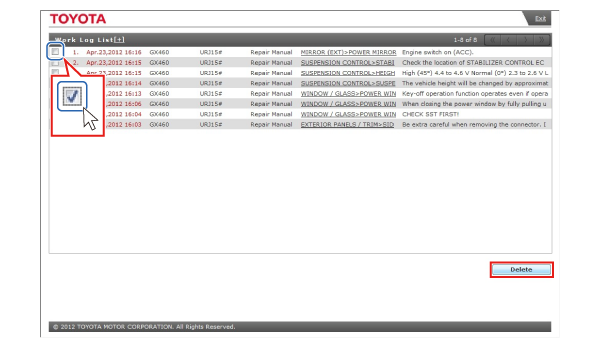 TOYOTA
Exit
Work Log List[+]
1-8 of 8
1. Apr.23,2012 16:16 GX460 URJ15# Repair Manual MIRROR (EXT)>POWER MIRROR Engine switch on (ACC).
2. Apr.23,2012 16:15 GX460 URJ15# Repair Manual SUSPENSION CONTROL>STABI Check the location of STABILIZER CONTROL EC
Apr.23,2012 16:15 GX460 URJ15# Repair Manual SUSPENSION CONTROL>HEIGH High (45°) 4.4 to 4.6 V Normal (0°) 2.3 to 2.6 V L
,2012 16:14 GX460 URJ15# Repair Manual SUSPENSION CONTROL>SUSPE The vehicle height will be changed by approximat
,2012 16:13 GX460 URJ15# Repair Manual WINDOW / GLASS>POWER WIN Key-off operation function operates even if opera
,2012 16:06 GX460 URJ15# Repair Manual WINDOW / GLASS>POWER WIN When closing the power window by fully pulling u
,2012 16:04 GX460 URJ15# Repair Manual WINDOW / GLASS>POWER WIN CHECK SST FIRST!
,2012 16:03 GX460 URJ15# Repair Manual EXTERIOR PANELS / TRIM>SID Be extra careful when removing the connector. I
Delete
© 2012 TOYOTA MOTOR CORPORATION. All Rights Reserved.